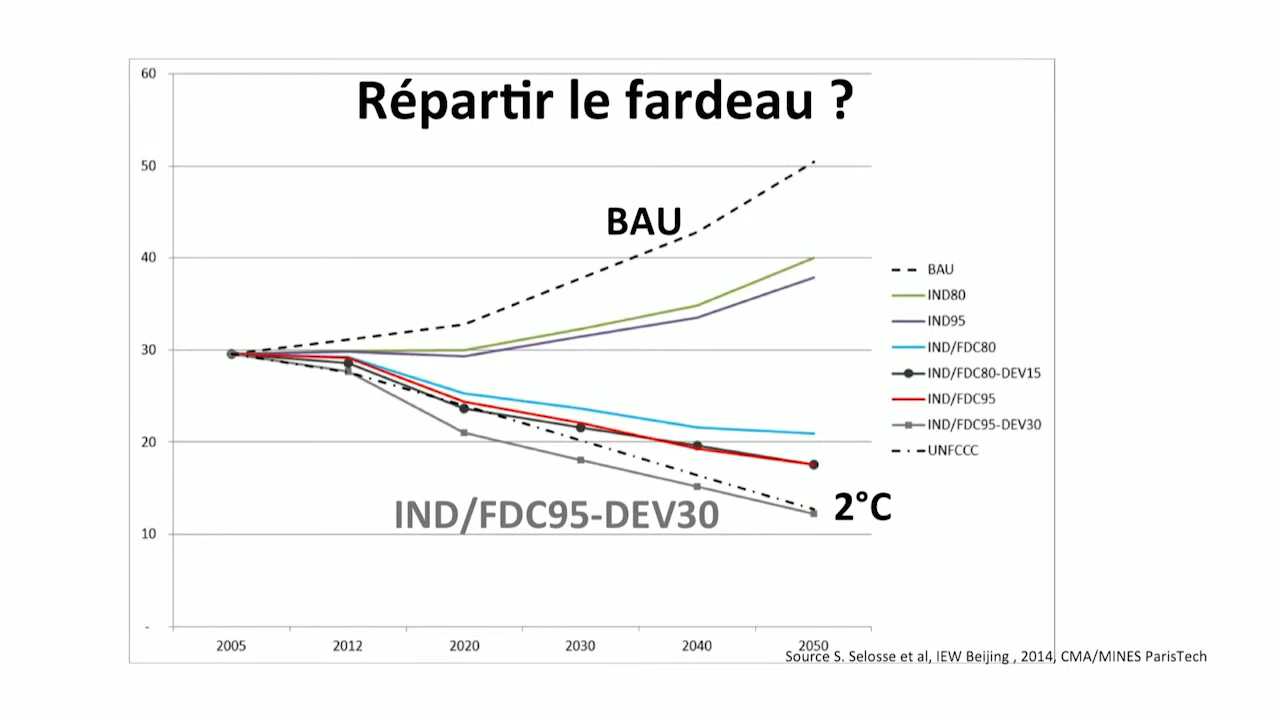 Répartir le fardeau ?
60
50
40
30
20
10
-
BAU
IND/FDC95-DEV30
2°C
BAU
IND80
IND95
IND/FDC80
IND/FDC80-DEV15
IND/FDC95
IND/FDC95-DEV30
UNFCCC
2005 2012 2020 2030 2040 2050
Source S. Selosse et al, IEW Beijing , 2014, CMA/MINES ParisTech